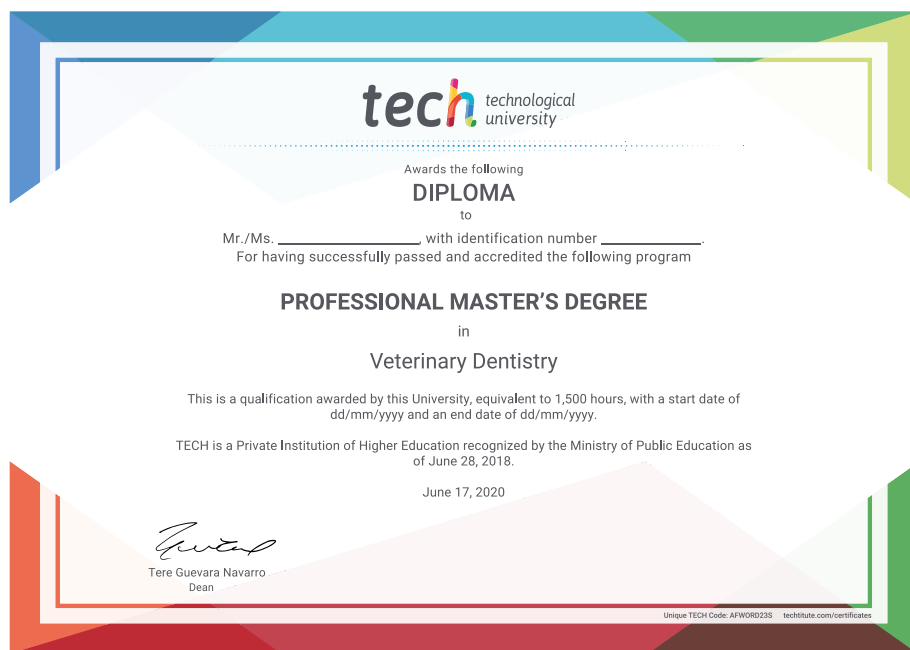 tech technological
university
Awards the following
DIPLOMA
to
Mr./Ms. ____________, with identification number ____________.
For having successfully passed and accredited the following program
PROFESSIONAL MASTER'S DEGREE
in
Veterinary Dentistry
This is a qualification awarded by this University, equivalent to 1,500 hours, with a start date of
dd/mm/yyyy and an end date of dd/mm/yyyy.
TECH is a Private Institution of Higher Education recognized by the Ministry of Public Education as
of June 28, 2018.
June 17, 2020
Tere Guevara Navarro
Dean
Unique TECH Code: AFWORD23S techtitute.com/certificates